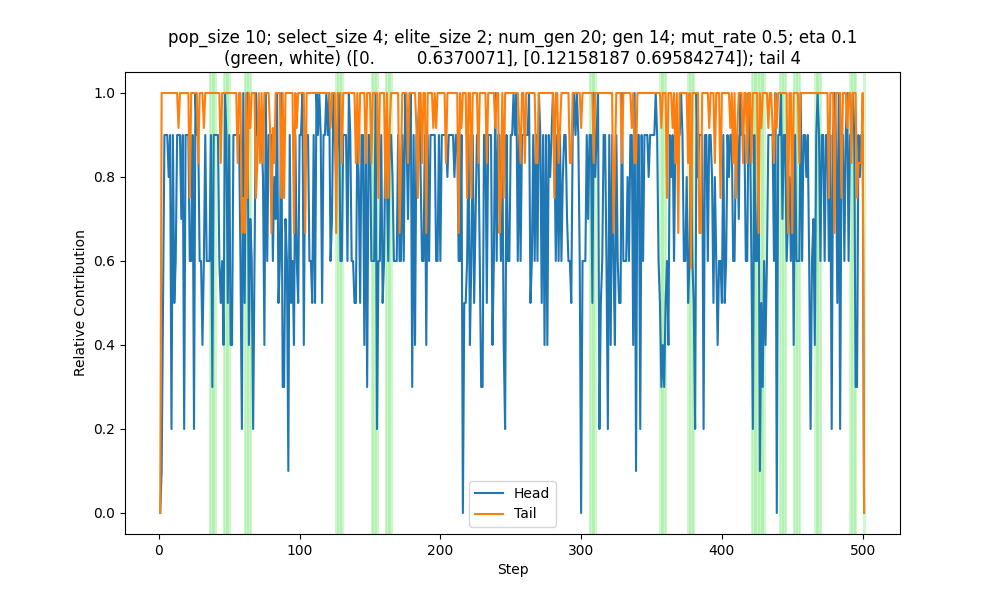 pop_size 10; select_size 4; elite_size 2; num_gen 20; gen 14; mut_rate 0.5; eta 0.1
(green, white) ([0.        0.6370071], [0.12158187 0.69584274]); tail 4
1.0
0.8
0.6
0.4
0.2
0.0
Relative Contribution
Head
Tail
0
100
200
300
400
500
Step